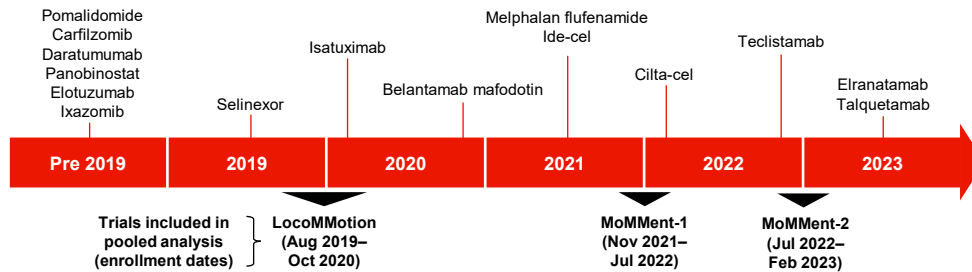 Pomalidomide
Carfilzomib
Daratumumab
Panobinostat
Elotuzumab
Ixazomib
Selinexor
Isatuximab
Belantamab mafodotin
Melphalan flufenamide
Ide-cel
Cilta-cel
Teclistamab
Elranatamab
Talquetamab
Pre 2019
2019
2020
2021
2022
2023
Trials included in
pooled analysis
(enrollment dates)
LocoMMotion
(Aug 2019–
Oct 2020)
MoMMent-1
(Nov 2021–
Jul 2022)
MoMMent-2
(Jul 2022–
Feb 2023)